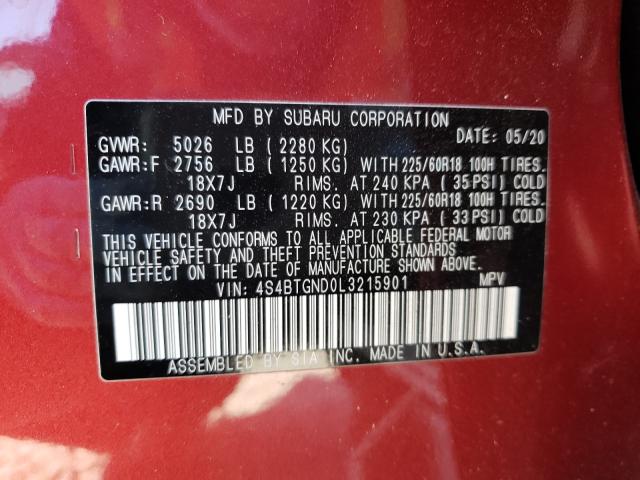 MFD BY SUBARU CORPORATION
GVWR: 5026 LB (2280 KG) DATE: 05/20
GAWR:F 2756 LB (1250 KG) WITH 225/60R18 100H TIRES.
18X7J RIMS. AT 240 KPA (35 PSI) COLD
GAWR:R 2690 LB (1220 KG) WITH 225/60R18 100H TIRES.
18X7J RIMS. AT 230 KPA (33 PSI) COLD
THIS VEHICLE CONFORMS TO ALL APPLICABLE FEDERAL MOTOR
VEHICLE SAFETY AND THEFT PREVENTION STANDARDS
IN EFFECT ON THE DATE OF MANUFACTURE SHOWN ABOVE.
VIN: 4S4BTGND0L3215901 MPV
ASSEMBLED BY SIA INC. MADE IN U.S.A.